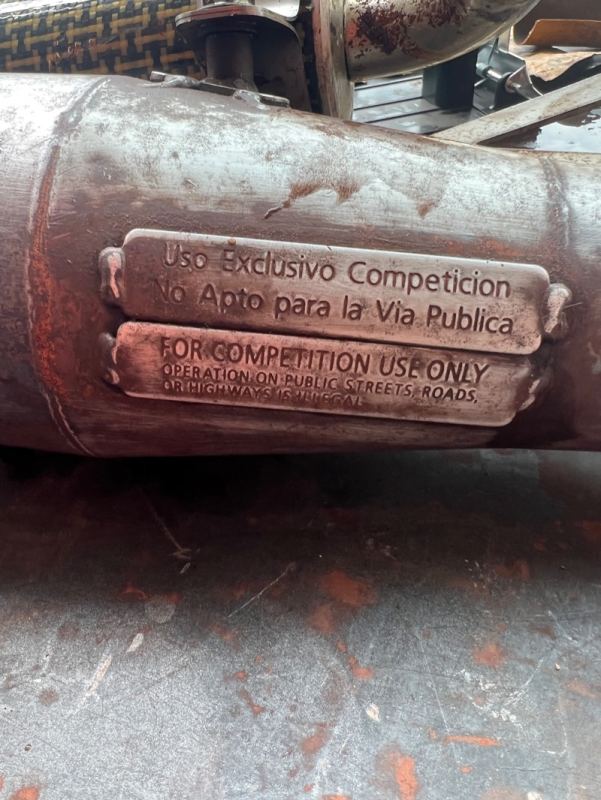 Uso Exclusivo Competicion
No Apto para la Via Publica
FOR COMPETITION USE ONLY
OPERATION ON PUBLIC STREETS, ROADS,
OR HIGHWAYS IS ILLEGAL